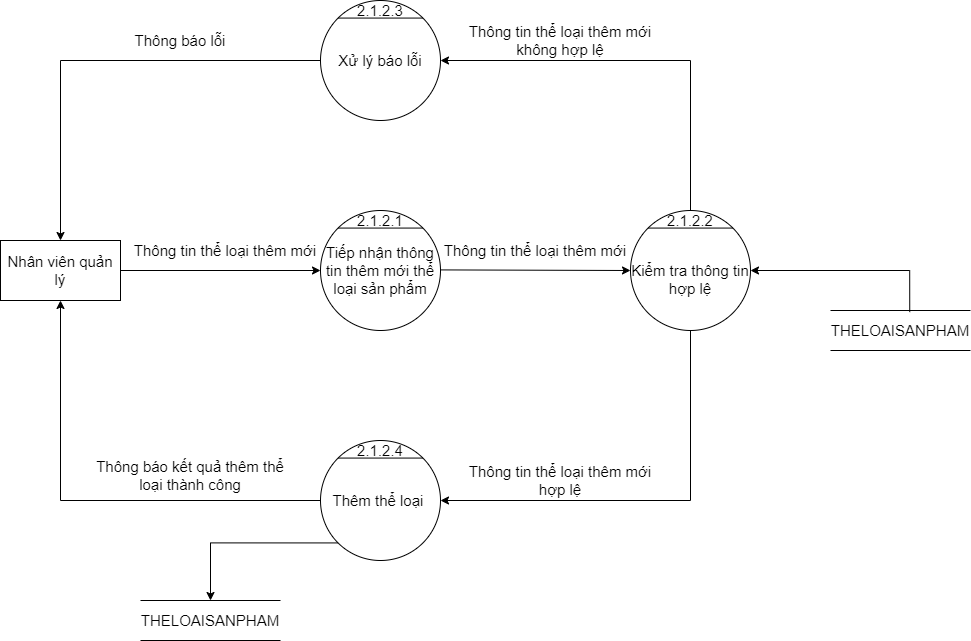 2.1.2.3
Xử lý báo lỗi
Thông báo lỗi
Thông tin thể loại thêm mới
không hợp lệ
Nhân viên quản
lý
Thông tin thể loại thêm mới
2.1.2.1
Tiếp nhận thông
tin thêm mới thể
loại sản phẩm
Thông tin thể loại thêm mới
2.1.2.2
Kiểm tra thông tin
hợp lệ
THELOAISANPHAM
Thông báo kết quả thêm thể
loại thành công
2.1.2.4
Thêm thể loại
Thông tin thể loại thêm mới
hợp lệ
THELOAISANPHAM